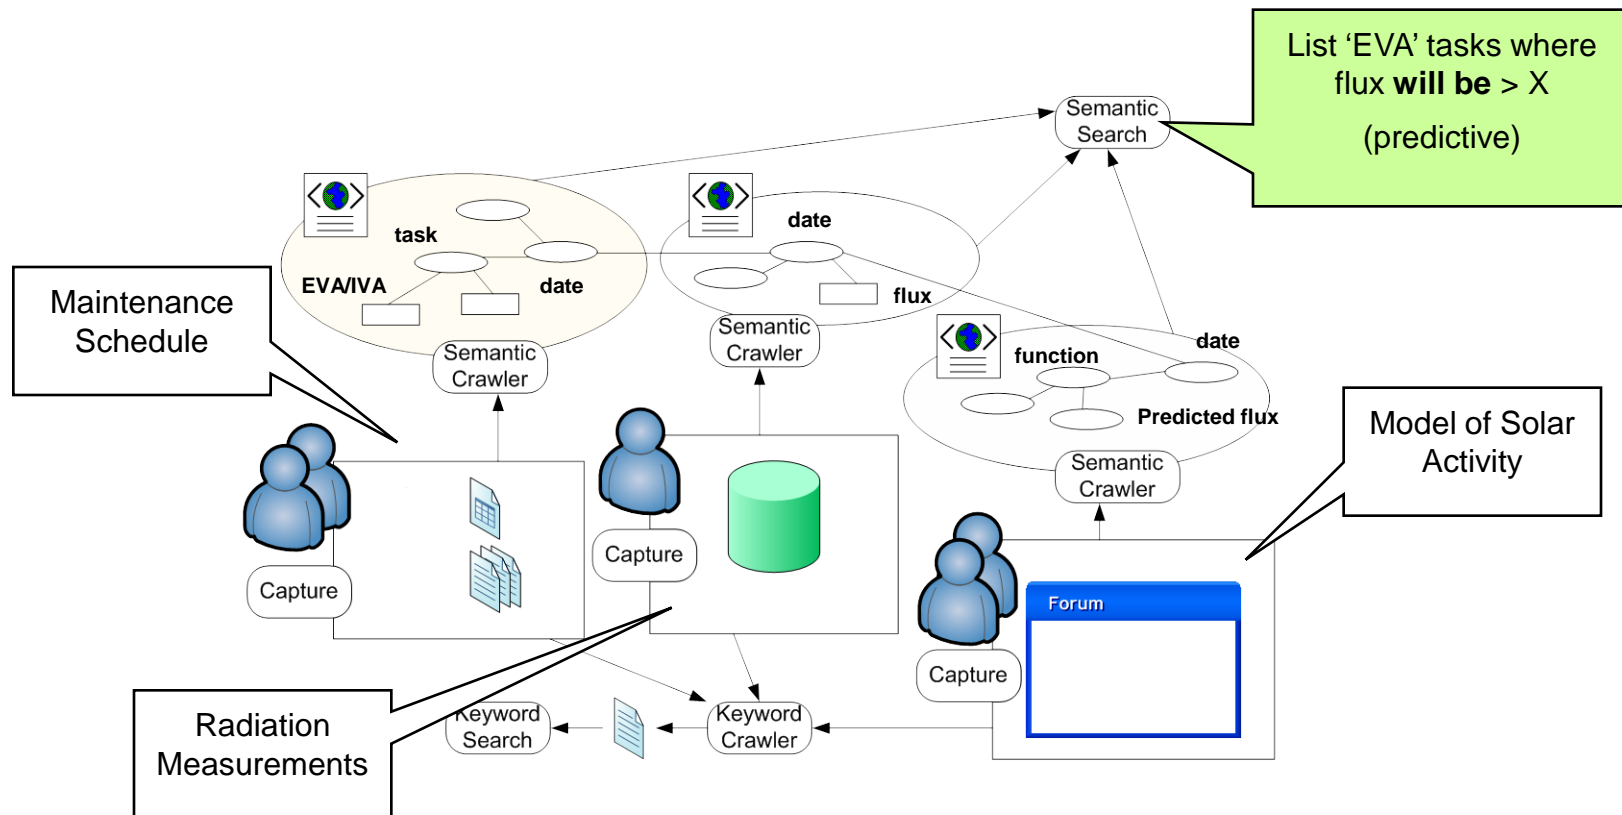 List ‘EVA’ tasks where
flux will be > X
(predictive)
Semantic
Search
date
task
EVA/IVA
date
flux
Maintenance
Schedule
Semantic
Crawler
Semantic
Crawler
function
date
Predicted flux
Model of Solar
Activity
Semantic
Crawler
Capture
Capture
Forum
Capture
Radiation
Measurements
Keyword
Search
Keyword
Crawler